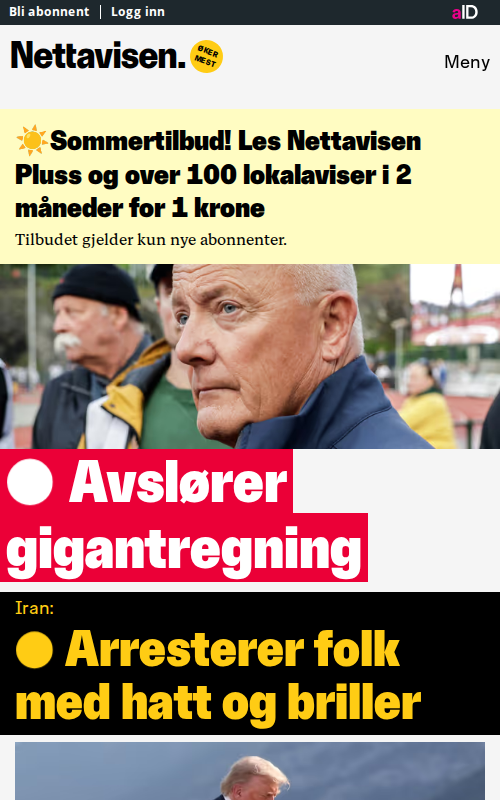 Bli abonnent | Logg inn
aID
Nettavisen.
ØKER
MEST
Meny
☀️Sommertilbud! Les Nettavisen
Pluss og over 100 lokalaviser i 2
måneder for 1 krone
Tilbudet gjelder kun nye abonnenter.
Avslører
gigantregning
Iran:
Arresterer folk
med hatt og briller